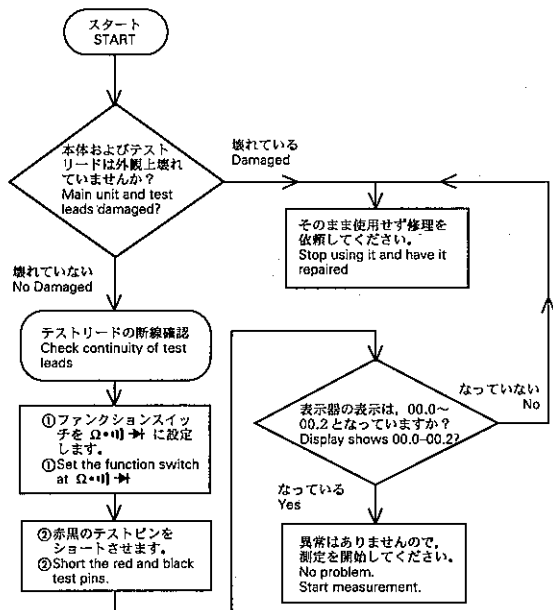 スタート
START
本体およびテスト
リードは外観上壊れ
ていませんか？
Main unit and test
leads damaged?
壊れている
Damaged
そのまま使用せず修理を
依頼してください。
Stop using it and have it
repaired
壊れていない
No Damaged
テストリードの断線確認
Check continuity of test
leads
①ファンクションスイッ
チを Ω•ı)) に設定
します。
①Set the function switch
at Ω•ı))
②赤黒のテストピンを
ショートさせます。
②Short the red and black
test pins.
表示器の表示は，00.0～
00.2となっていますか？
Display shows 00.0–00.2?
なっていない
No
なっている
Yes
異常はありませんので，
測定を開始してください。
No problem.
Start measurement.